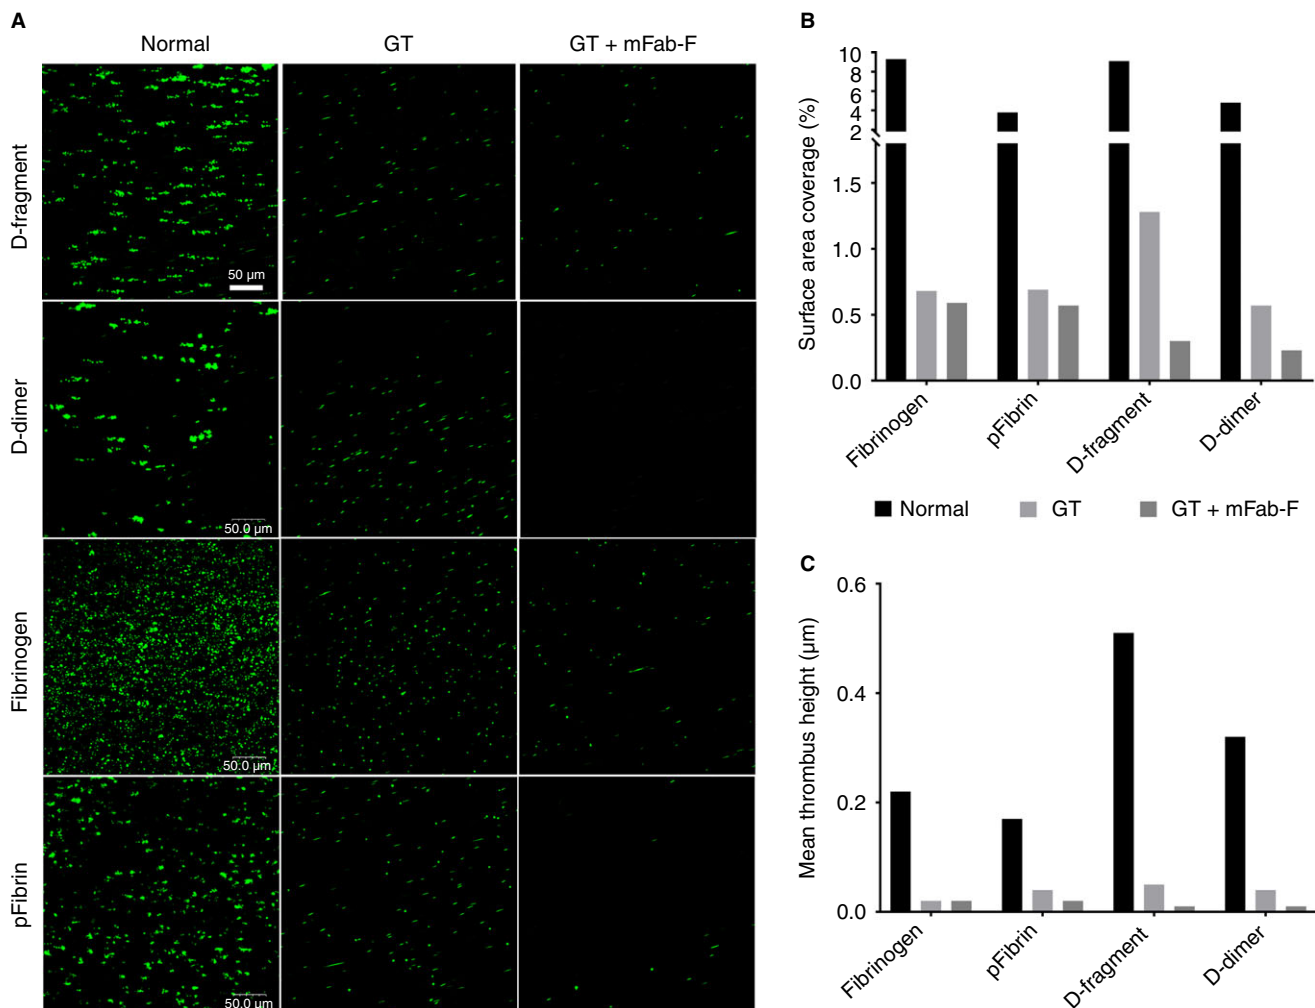 A
Normal
GT
GT + mFab-F
D-fragment
50 µm
D-dimer
50.0 µm
Fibrinogen
50.0 µm
pFibrin
50.0 µm
B
Surface area coverage (%)
10
8
6
4
2
1.5
1.0
0.5
0.0
Fibrinogen
pFibrin
D-fragment
D-dimer
Normal
GT
GT + mFab-F
C
Mean thrombus height (µm)
0.6
0.4
0.2
0.0
Fibrinogen
pFibrin
D-fragment
D-dimer